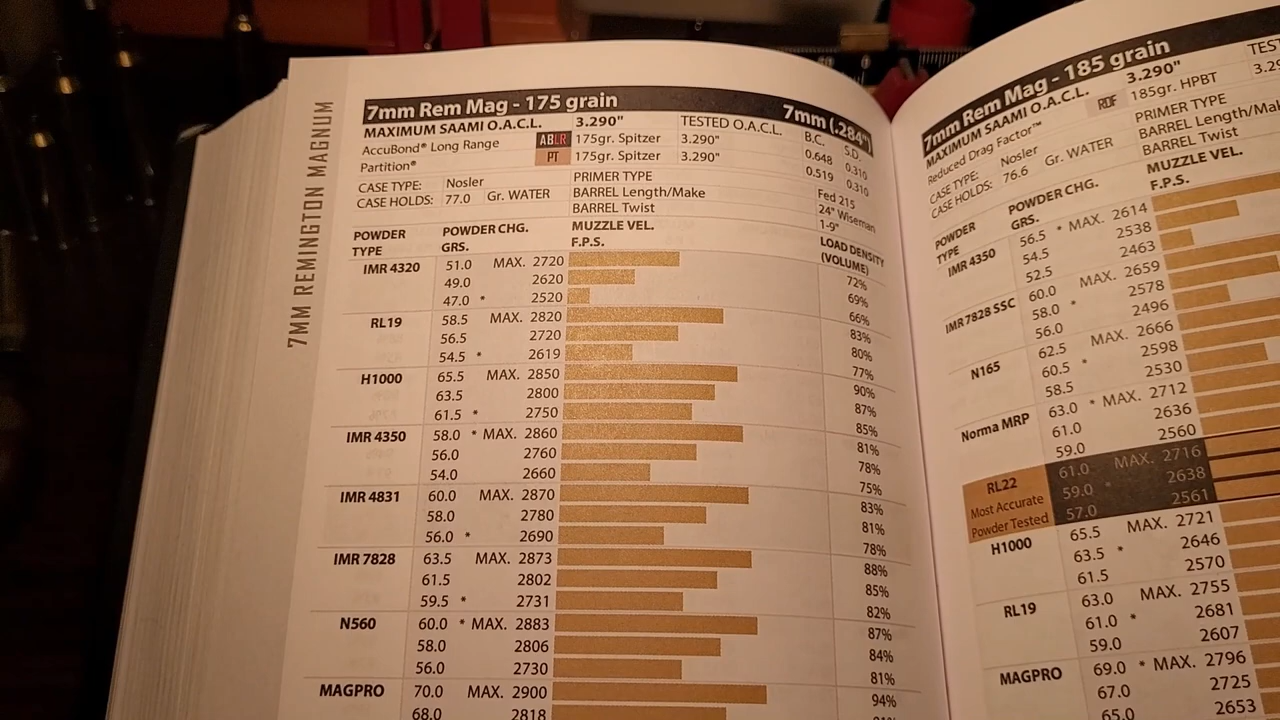 7MM REMINGTON MAGNUM
7mm Rem Mag - 175 grain 7mm (.284")
MAXIMUM SAAMI O.A.C.L. 3.290" TESTED O.A.C.L. B.C. S.D.
AccuBond® Long Range ABLR 175gr. Spitzer 3.290" 0.648 0.310
Partition® PT 175gr. Spitzer 3.290" 0.519 0.310
CASE TYPE: Nosler PRIMER TYPE Fed 215
CASE HOLDS: 77.0 Gr. WATER BARREL Length/Make 24" Wiseman
BARREL Twist 1-9"
POWDER TYPE POWDER CHG. GRS. MUZZLE VEL. F.P.S. LOAD DENSITY (VOLUME)
IMR 4320 51.0 MAX. 2720 72%
49.0 2620 69%
47.0 * 2520 66%
RL19 58.5 MAX. 2820 83%
56.5 2720 80%
54.5 * 2619 77%
H1000 65.5 MAX. 2850 90%
63.5 2800 87%
61.5 * 2750 85%
IMR 4350 58.0 * MAX. 2860 81%
56.0 2760 78%
54.0 2660 75%
IMR 4831 60.0 MAX. 2870 83%
58.0 2780 81%
56.0 * 2690 78%
IMR 7828 63.5 MAX. 2873 88%
61.5 2802 85%
59.5 * 2731 82%
N560 60.0 * MAX. 2883 87%
58.0 2806 84%
56.0 2730 81%
MAGPRO 70.0 MAX. 2900 94%
68.0 2818
7mm Rem Mag - 185 grain
MAXIMUM SAAMI O.A.C.L. 3.290"
Reduced Drag Factor™ RDF 185gr. HPBT
CASE TYPE: Nosler PRIMER TYPE
CASE HOLDS: 76.6 Gr. WATER BARREL Length/Make
BARREL Twist
POWDER TYPE POWDER CHG. GRS. MUZZLE VEL. F.P.S.
IMR 4350 56.5 * MAX. 2614
54.5 2538
52.5 2463
IMR 7828 SSC 60.0 MAX. 2659
58.0 * 2578
56.0 2496
N165 62.5 MAX. 2666
60.5 * 2598
58.5 2530
Norma MRP 63.0 * MAX. 2712
61.0 2636
59.0 2560
RL22 61.0 MAX. 2716
Most Accurate 59.0 * 2638
Powder Tested 57.0 2561
H1000 65.5 MAX. 2721
63.5 * 2646
61.5 2570
RL19 63.0 MAX. 2755
61.0 * 2681
59.0 2607
MAGPRO 69.0 * MAX. 2796
67.0 2725
65.0 2653